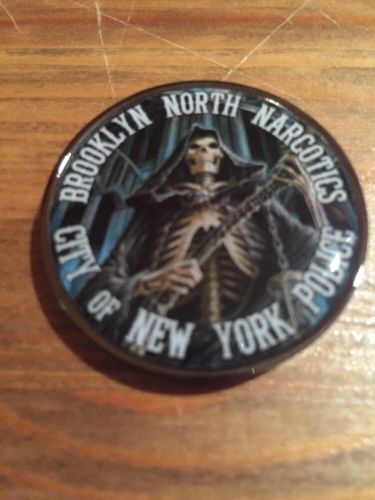 BROOKLYN NORTH NARCOTICS
CITY OF NEW YORK POLICE